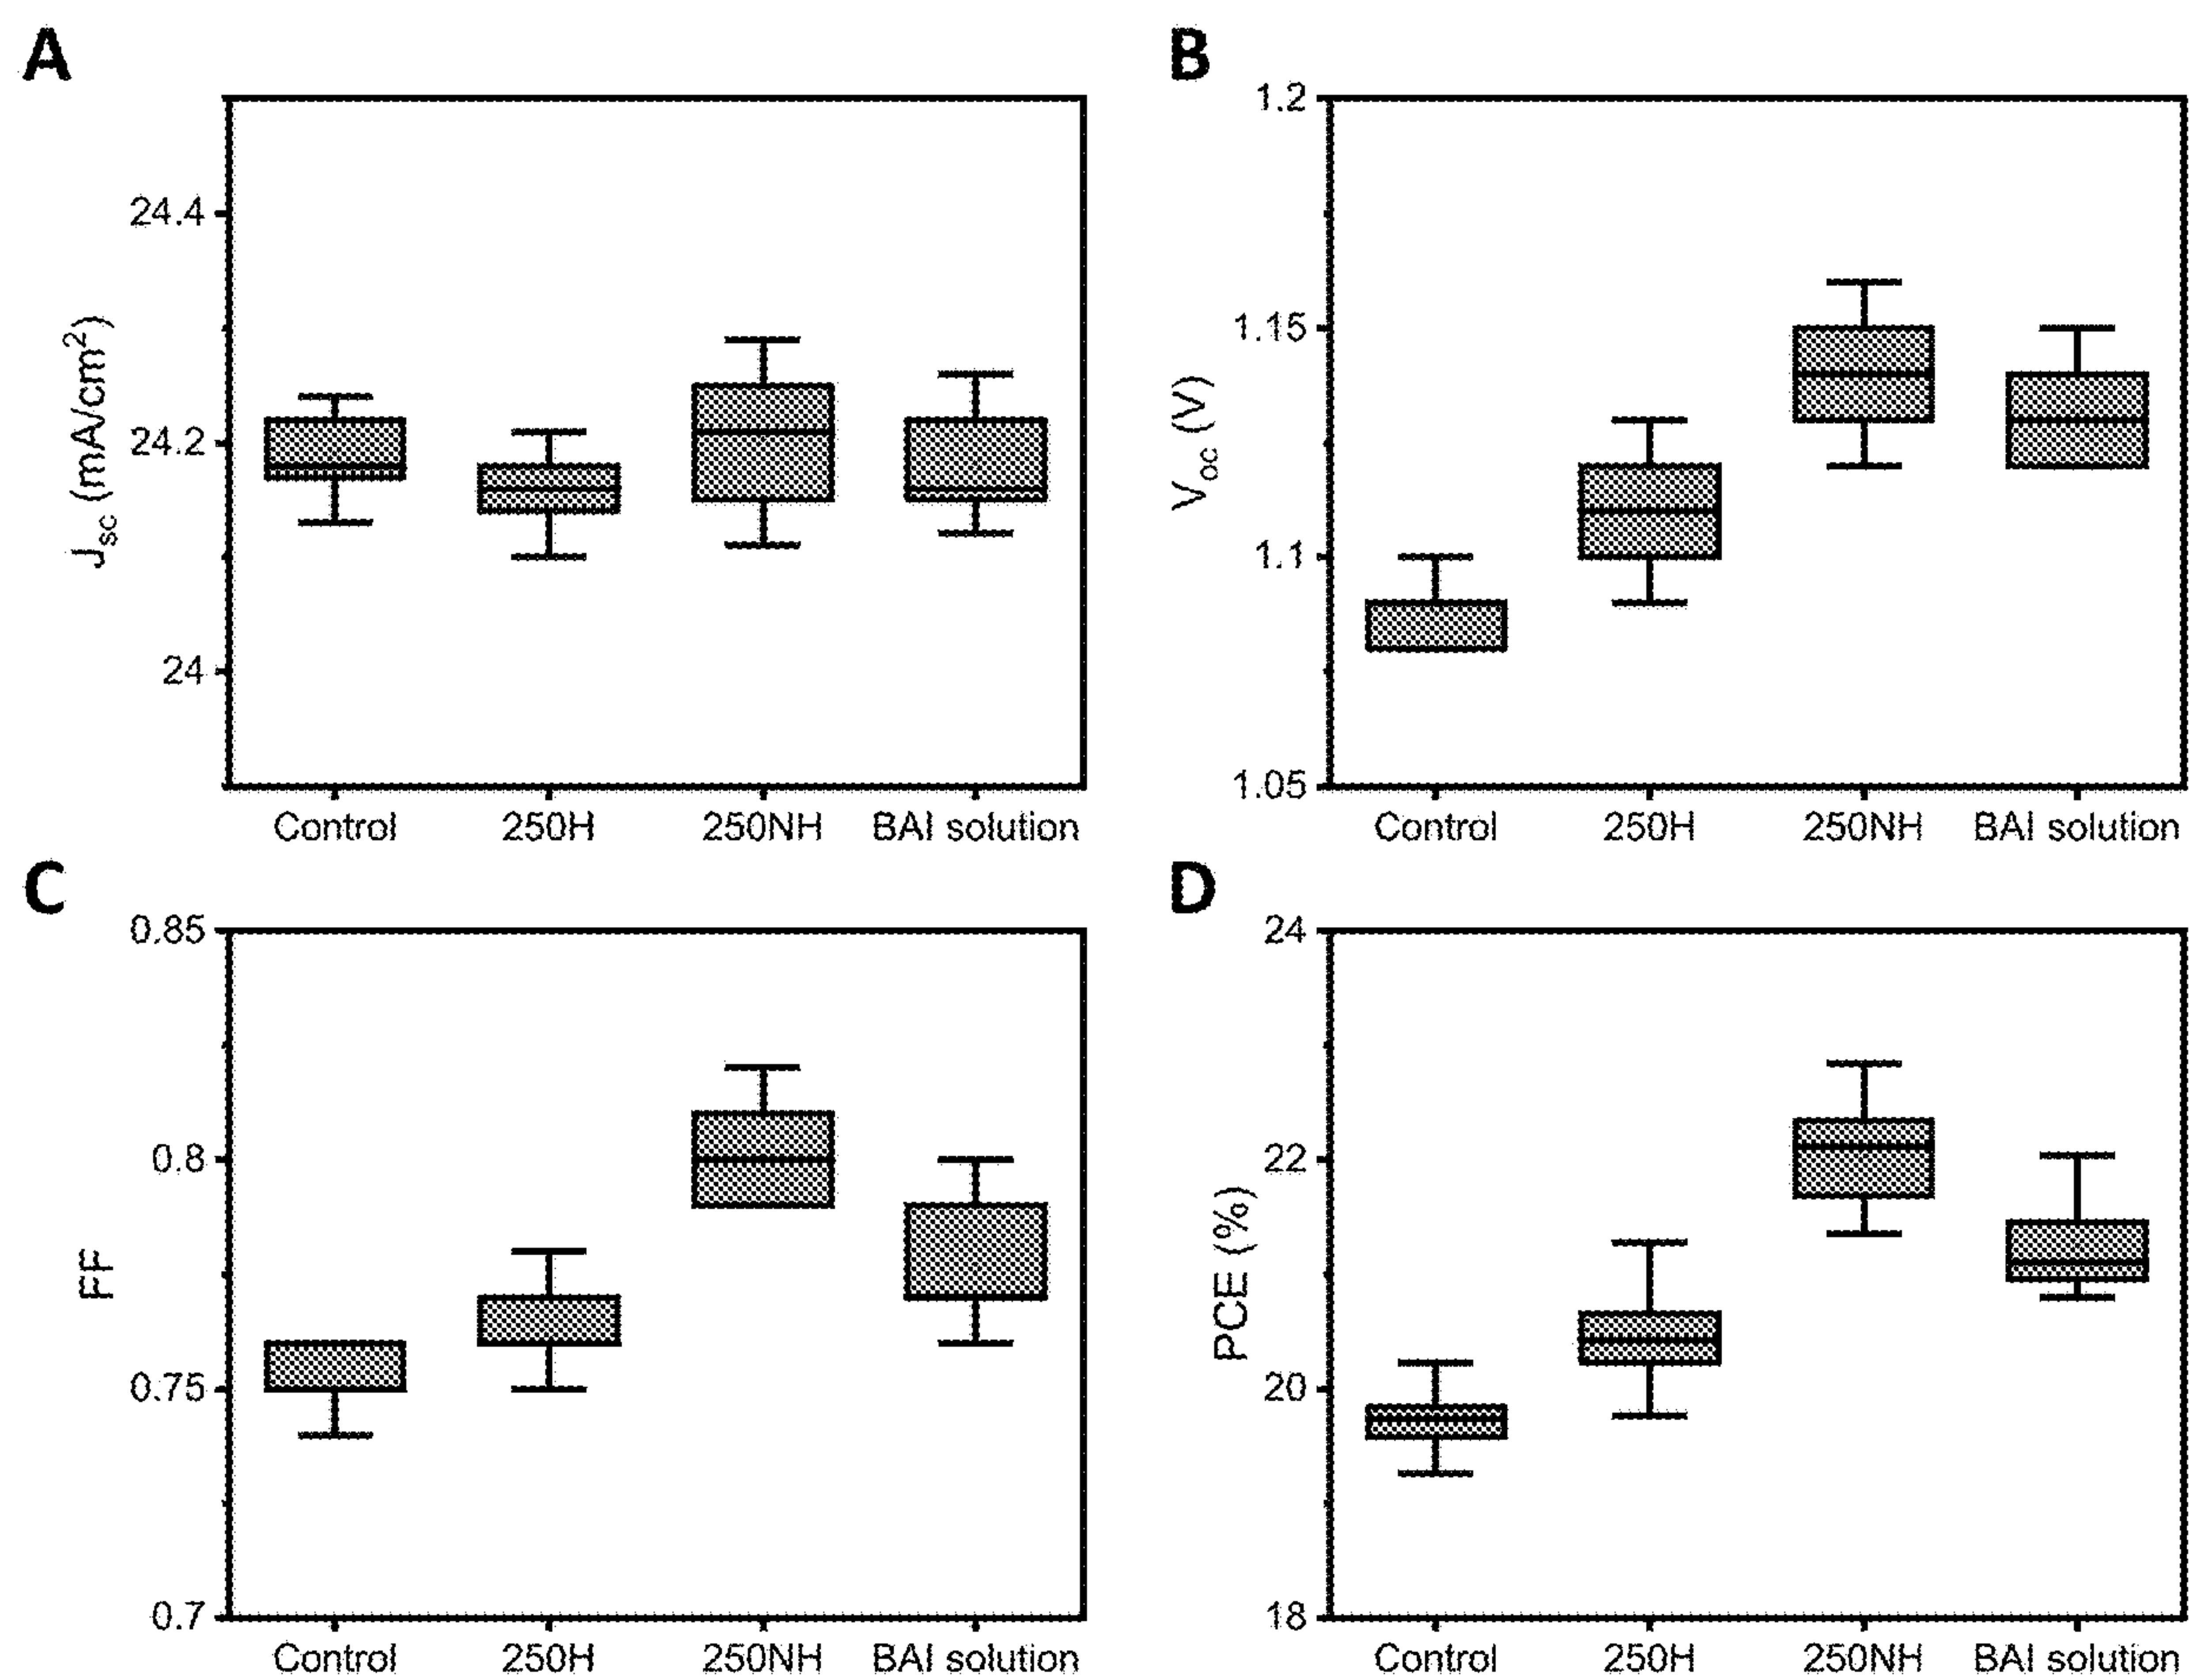 A
24.4
24.2
24
Jsc (mA/cm²)
Control 250H 250NH BAI solution
B
1.2
1.15
1.1
1.05
Voc (V)
Control 250H 250NH BAI solution
C
0.85
0.8
0.75
0.7
FF
Control 250H 250NH BAI solution
D
24
22
20
18
PCE (%)
Control 250H 250NH BAI solution